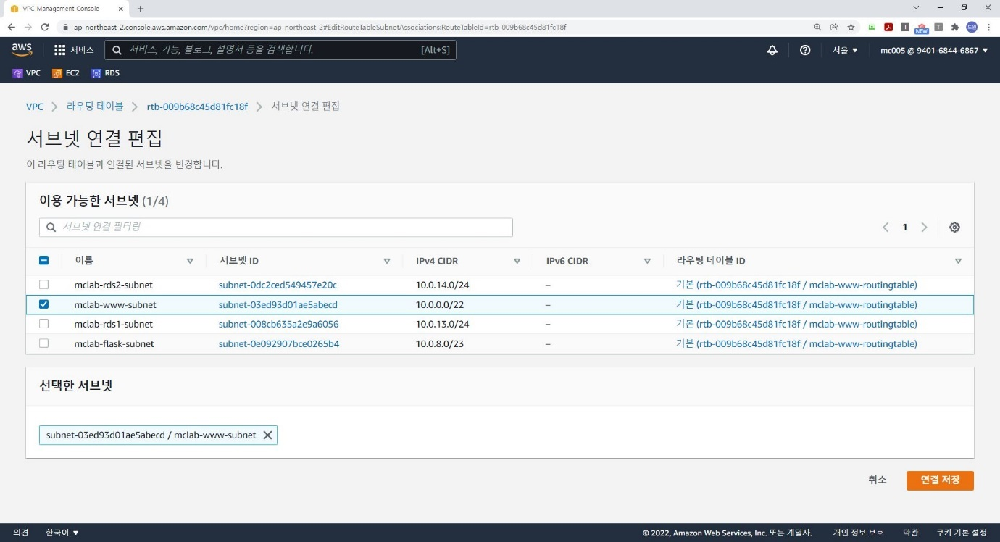 VPC Management Console
ap-northeast-2.console.aws.amazon.com/vpc/home?region=ap-northeast-2#EditRouteTableSubnetAssociations:RouteTableId=rtb-009b68c45d81fc18f
NEW
도원
aws 서비스 서비스, 기능, 블로그, 설명서 등을 검색합니다. [Alt+S] 서울 ▼ mc005 @ 9401-6844-6867 ▼
VPC EC2 RDS
VPC > 라우팅 테이블 > rtb-009b68c45d81fc18f > 서브넷 연결 편집
서브넷 연결 편집
이 라우팅 테이블과 연결된 서브넷을 변경합니다.
이용 가능한 서브넷 (1/4)
서브넷 연결 필터링 < 1 >
이름 서브넷 ID IPv4 CIDR IPv6 CIDR 라우팅 테이블 ID
mclab-rds2-subnet subnet-0dc2ced549457e20c 10.0.14.0/24 – 기본 (rtb-009b68c45d81fc18f / mclab-www-routingtable)
mclab-www-subnet subnet-03ed93d01ae5abecd 10.0.0.0/22 – 기본 (rtb-009b68c45d81fc18f / mclab-www-routingtable)
mclab-rds1-subnet subnet-008cb635a2e9a6056 10.0.13.0/24 – 기본 (rtb-009b68c45d81fc18f / mclab-www-routingtable)
mclab-flask-subnet subnet-0e092907bce0265b4 10.0.8.0/23 – 기본 (rtb-009b68c45d81fc18f / mclab-www-routingtable)
선택한 서브넷
subnet-03ed93d01ae5abecd / mclab-www-subnet
취소 연결 저장
의견 한국어 ▼ © 2022, Amazon Web Services, Inc. 또는 계열사. 개인 정보 보호 약관 쿠키 기본 설정